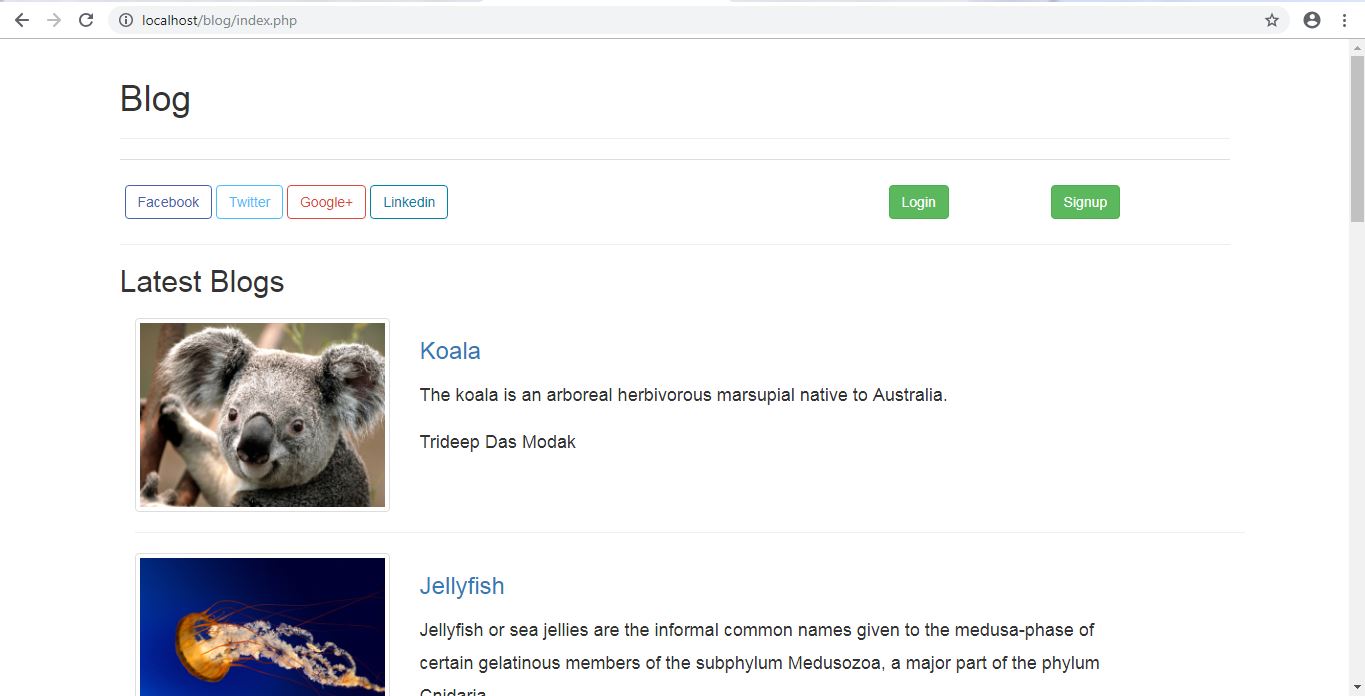 localhost/blog/index.php
Blog
Facebook Twitter Google+ Linkedin Login Signup
Latest Blogs
Koala
The koala is an arboreal herbivorous marsupial native to Australia.
Trideep Das Modak
Jellyfish
Jellyfish or sea jellies are the informal common names given to the medusa-phase of
certain gelatinous members of the subphylum Medusozoa, a major part of the phylum
Cnidaria